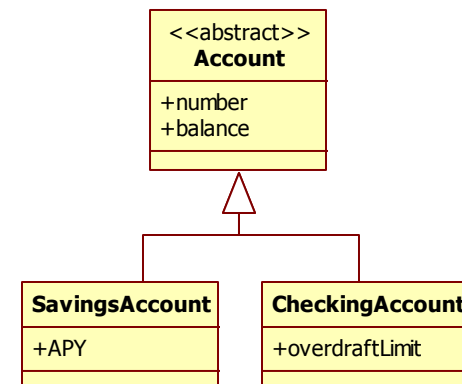 <<abstract>>
Account
+number
+balance
SavingsAccount
CheckingAccount
+APY
+overdraftLimit